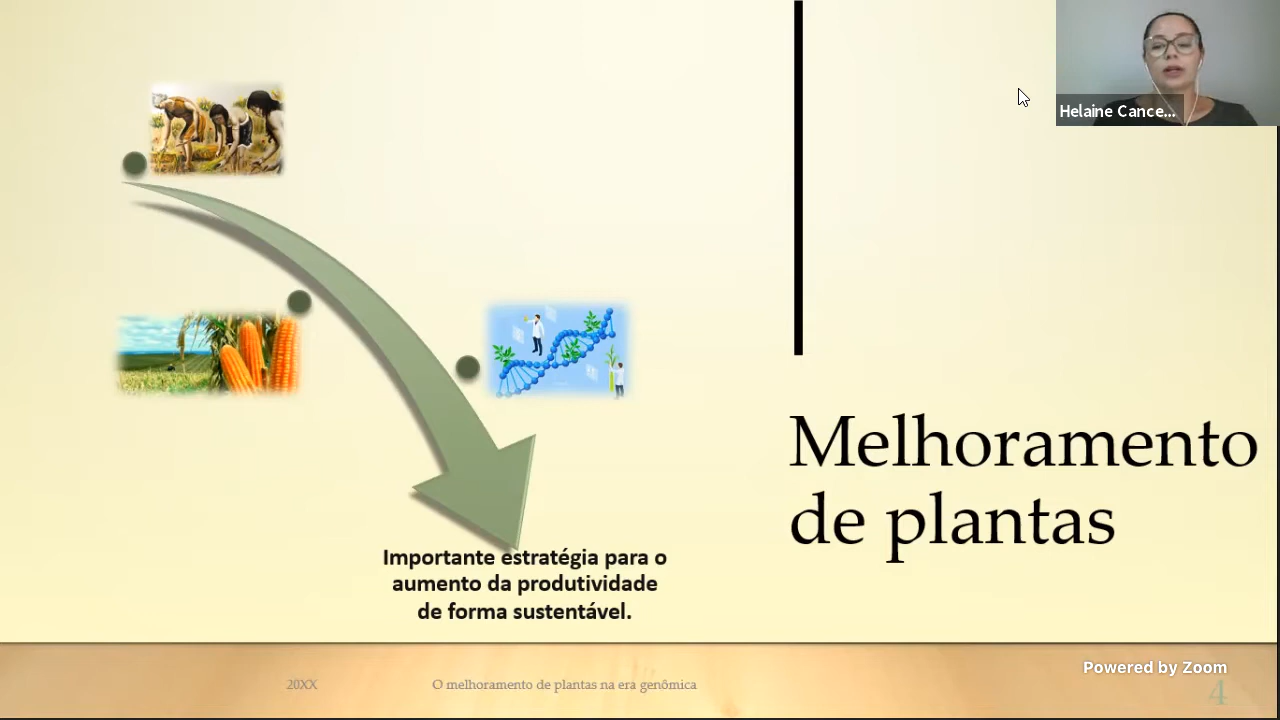 Helaine Cance...
Melhoramento
de plantas
Importante estratégia para o
aumento da produtividade
de forma sustentável.
Powered by Zoom
20XX
O melhoramento de plantas na era genômica
4